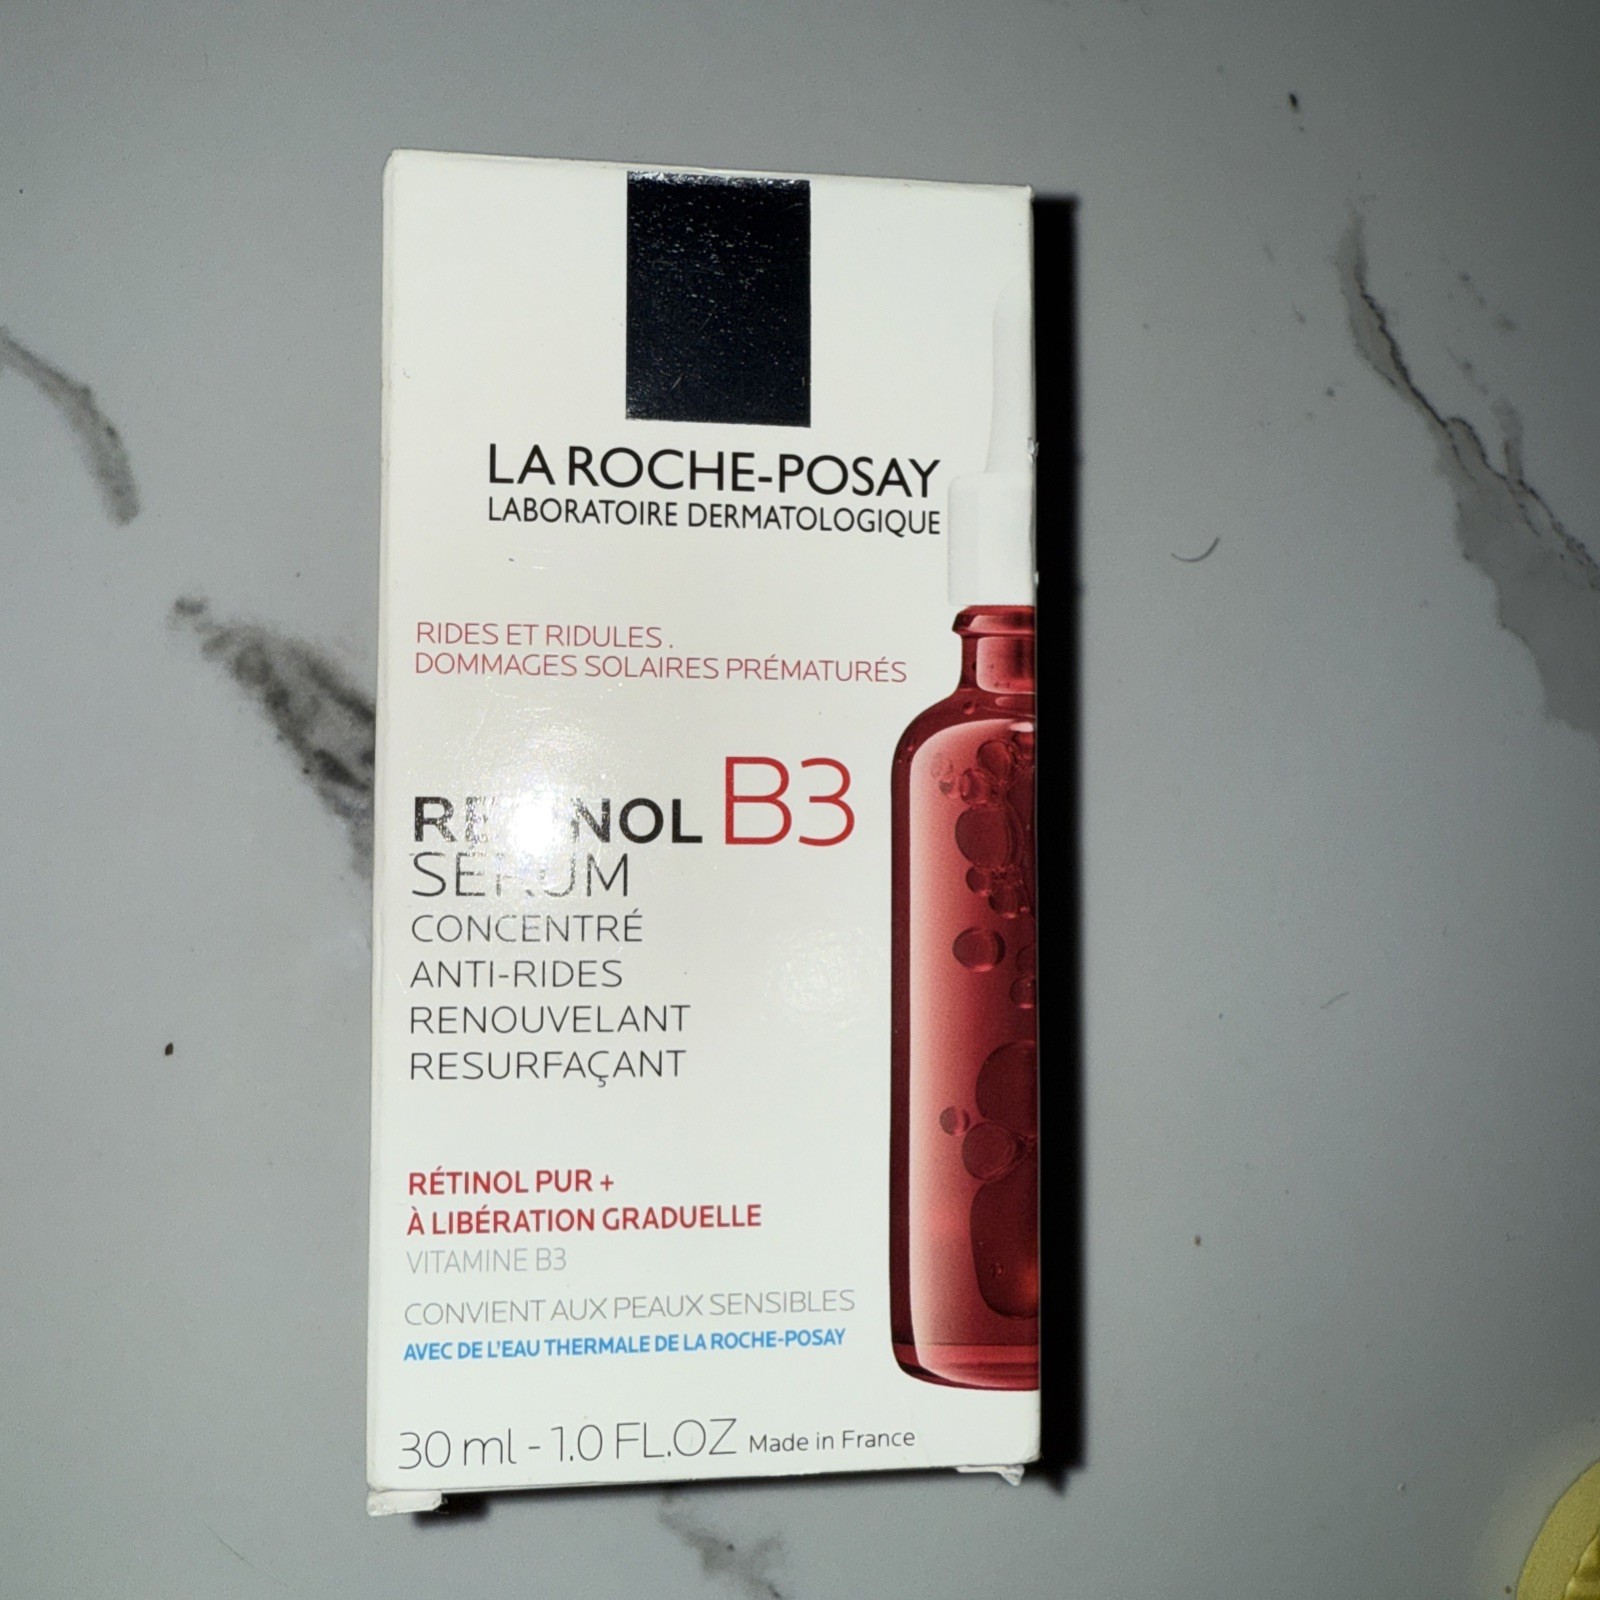 LA ROCHE-POSAY
LABORATOIRE DERMATOLOGIQUE
RIDES ET RIDULES.
DOMMAGES SOLAIRES PRÉMATURÉS
RETINOL B3
SÉRUM
CONCENTRÉ
ANTI-RIDES
RENOUVELANT
RESURFAÇANT
RÉTINOL PUR +
À LIBÉRATION GRADUELLE
VITAMINE B3
CONVIENT AUX PEAUX SENSIBLES
AVEC DE L'EAU THERMALE DE LA ROCHE-POSAY
30 ml - 1.0 FL.OZ Made in France